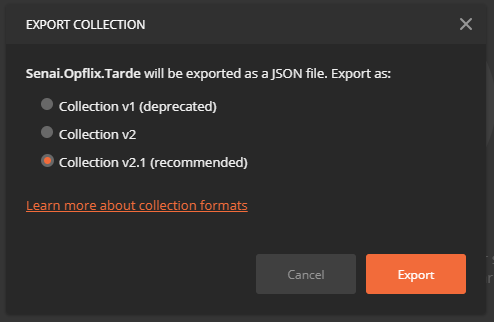 EXPORT COLLECTION
Senai.Opflix.Tarde will be exported as a JSON file. Export as:
Collection v1 (deprecated)
Collection v2
Collection v2.1 (recommended)
Learn more about collection formats
Cancel
Export